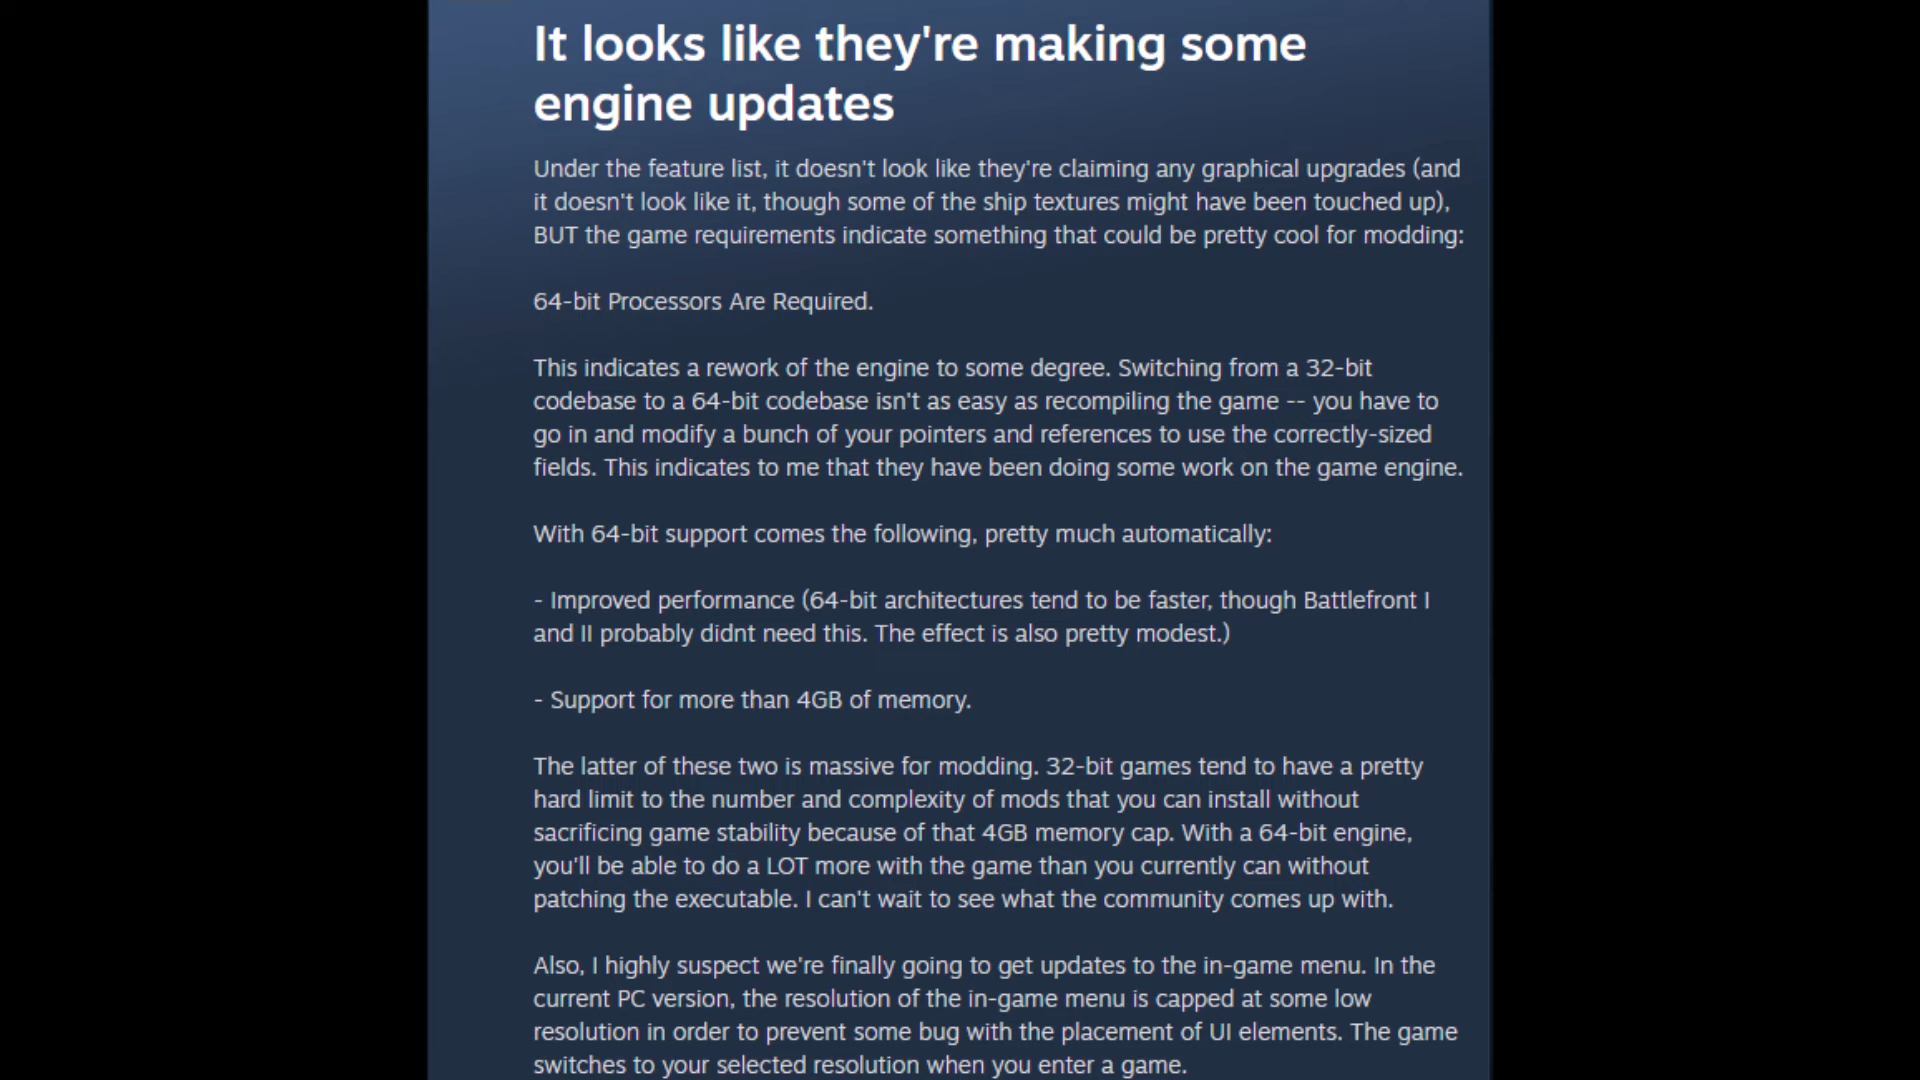 It looks like they're making some
engine updates
Under the feature list, it doesn't look like they're claiming any graphical upgrades (and
it doesn't look like it, though some of the ship textures might have been touched up),
BUT the game requirements indicate something that could be pretty cool for modding:
64-bit Processors Are Required.
This indicates a rework of the engine to some degree. Switching from a 32-bit
codebase to a 64-bit codebase isn't as easy as recompiling the game -- you have to
go in and modify a bunch of your pointers and references to use the correctly-sized
fields. This indicates to me that they have been doing some work on the game engine.
With 64-bit support comes the following, pretty much automatically:
- Improved performance (64-bit architectures tend to be faster, though Battlefront I
and II probably didnt need this. The effect is also pretty modest.)
- Support for more than 4GB of memory.
The latter of these two is massive for modding. 32-bit games tend to have a pretty
hard limit to the number and complexity of mods that you can install without
sacrificing game stability because of that 4GB memory cap. With a 64-bit engine,
you'll be able to do a LOT more with the game than you currently can without
patching the executable. I can't wait to see what the community comes up with.
Also, I highly suspect we're finally going to get updates to the in-game menu. In the
current PC version, the resolution of the in-game menu is capped at some low
resolution in order to prevent some bug with the placement of UI elements. The game
switches to your selected resolution when you enter a game.